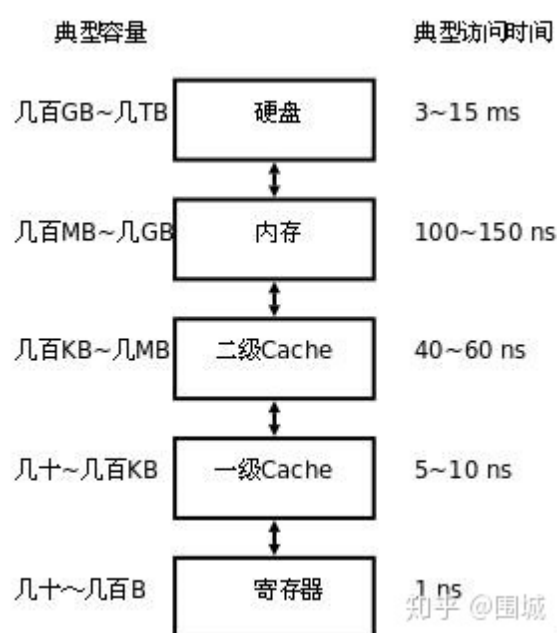 典型容量 典型访问时间
几百GB~几TB 硬盘 3~15 ms
几百MB~几GB 内存 100~150 ns
几百KB~几MB 二级Cache 40~60 ns
几十~几百KB 一级Cache 5~10 ns
几十～几百B 寄存器 1 ns
知乎 @围城